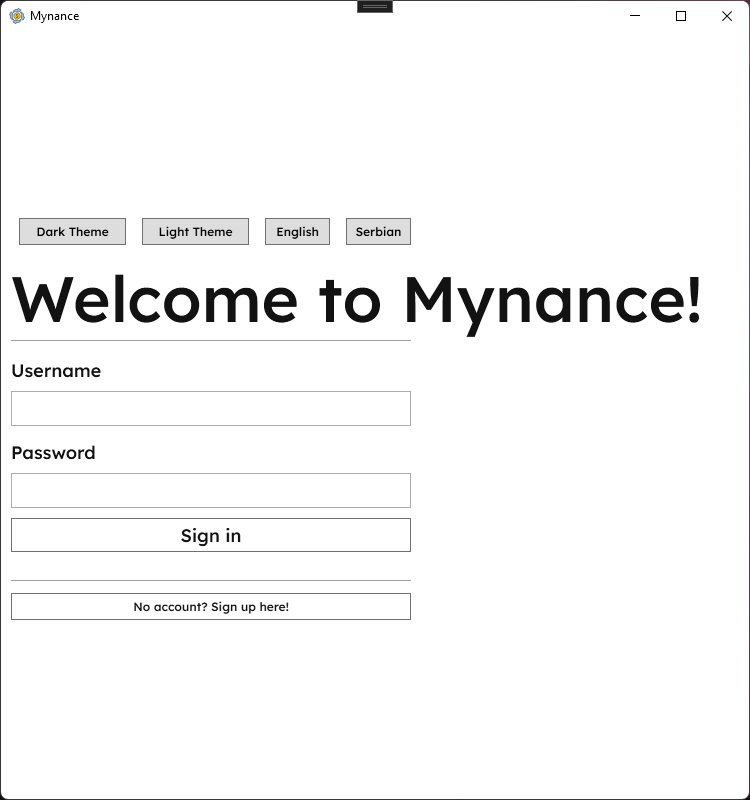 Mynance
Dark Theme Light Theme English Serbian
Welcome to Mynance!
Username
Password
Sign in
No account? Sign up here!